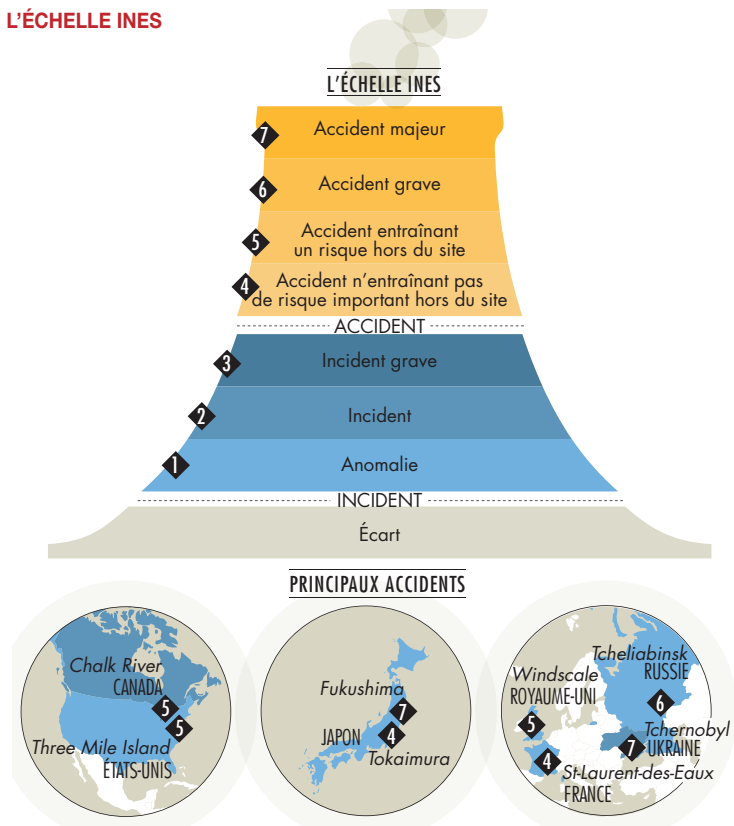 L'ÉCHELLE INES
L'ÉCHELLE INES
7 Accident majeur
6 Accident grave
5 Accident entraînant
un risque hors du site
4 Accident n'entraînant pas
de risque important hors du site
ACCIDENT
3 Incident grave
2 Incident
1 Anomalie
INCIDENT
Écart
PRINCIPAUX ACCIDENTS
Chalk River
CANADA
5
5
Three Mile Island
ÉTATS-UNIS
Fukushima
7
JAPON
4
Tokaimura
Tcheliabinsk
RUSSIE
6
Windscale
ROYAUME-UNI
5
Tchernobyl
UKRAINE
7
4
St-Laurent-des-Eaux
FRANCE